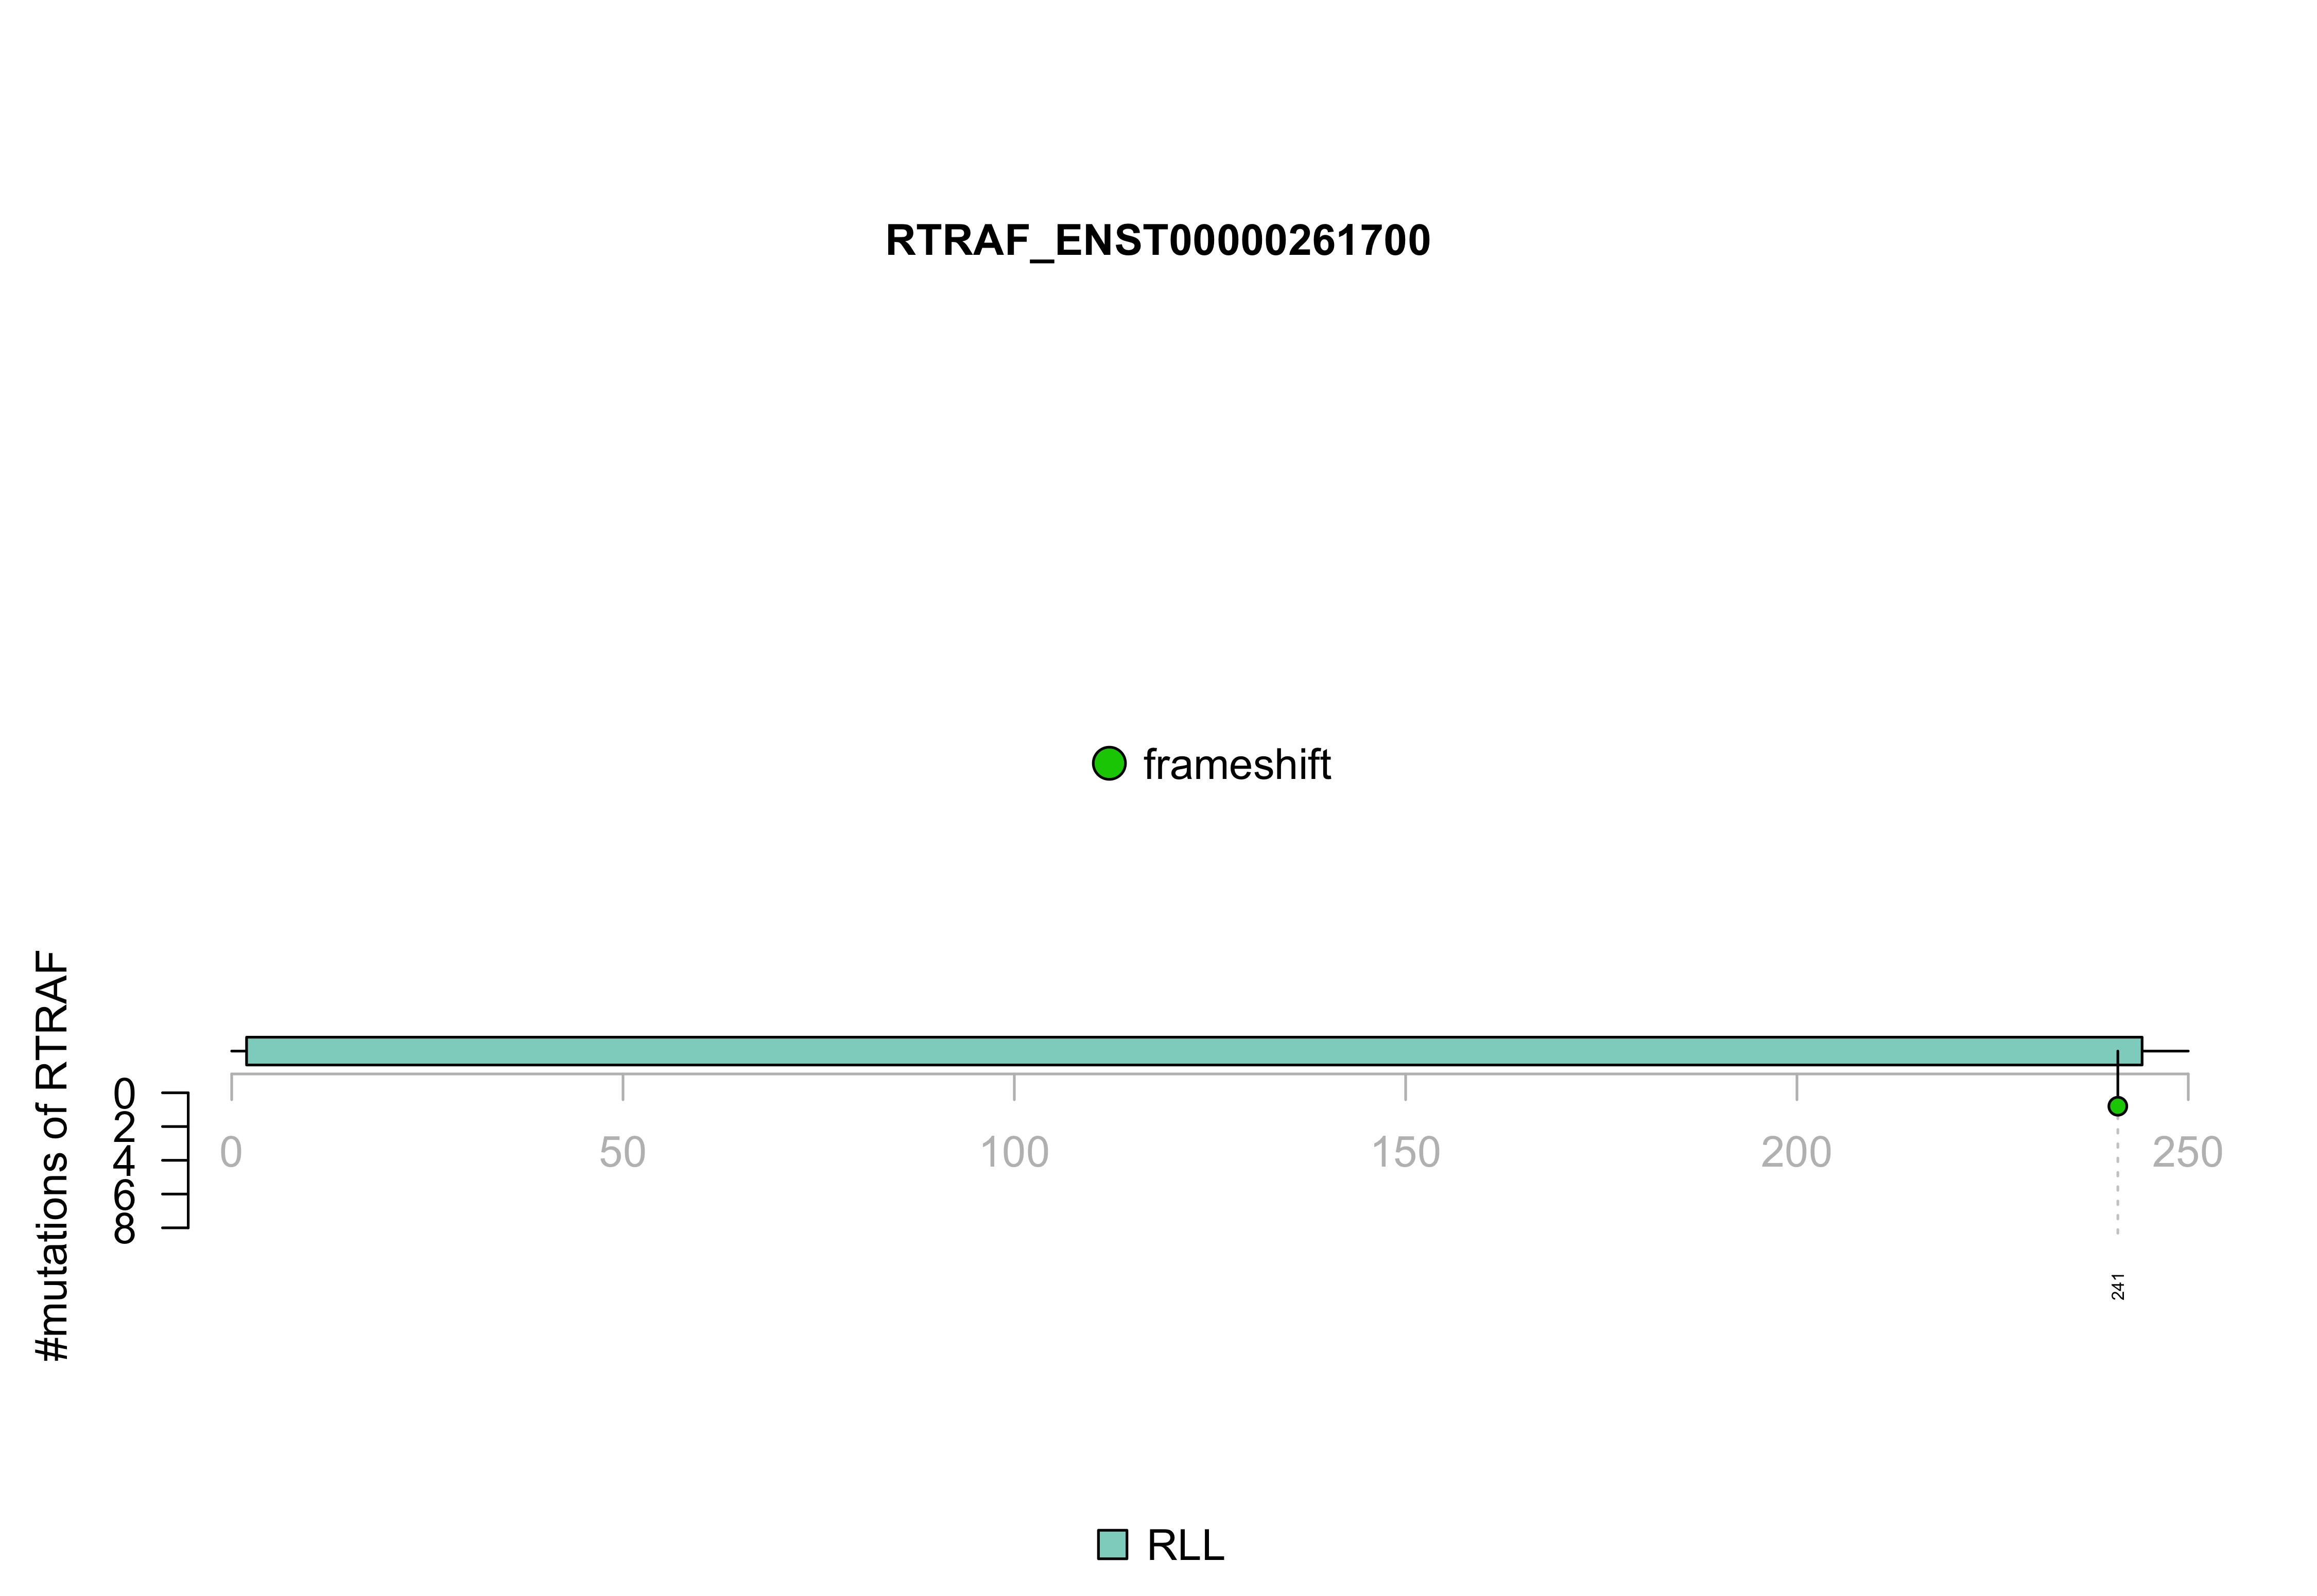 RTRAF_ENST00000261700
frameshift
#mutations of RTRAF
0
2
4
6
8
0 50 100 150 200 250
241
RLL